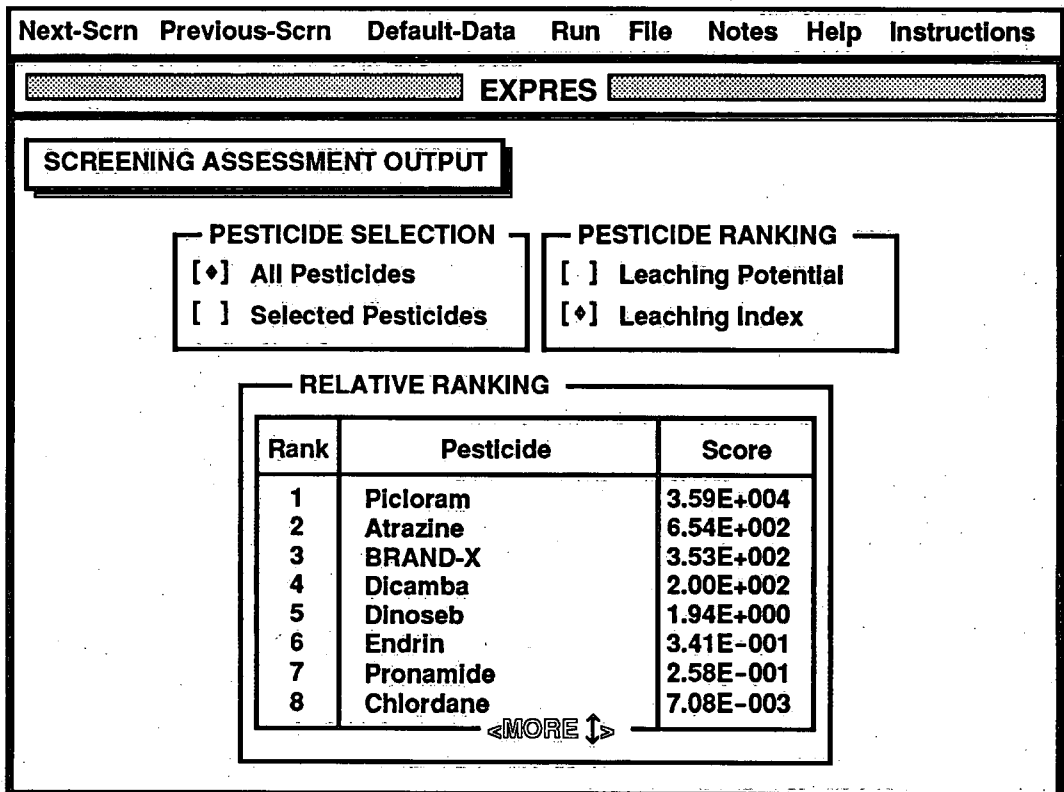 Next-Scrn Previous-Scrn Default-Data Run File Notes Help Instructions
EXPRES
SCREENING ASSESSMENT OUTPUT
PESTICIDE SELECTION
[♦] All Pesticides
[ ] Selected Pesticides
PESTICIDE RANKING
[ ] Leaching Potential
[♦] Leaching Index
RELATIVE RANKING
Rank Pesticide Score
1 Picloram 3.59E+004
2 Atrazine 6.54E+002
3 BRAND-X 3.53E+002
4 Dicamba 2.00E+002
5 Dinoseb 1.94E+000
6 Endrin 3.41E-001
7 Pronamide 2.58E-001
8 Chlordane 7.08E-003
<MORE ↕>